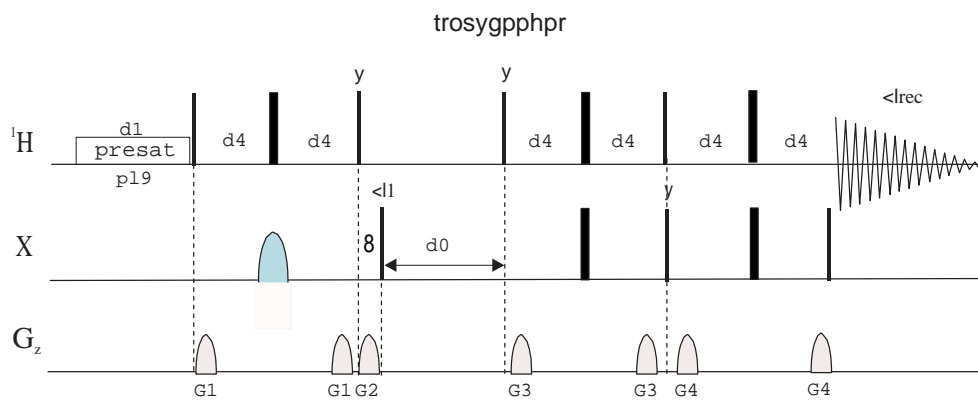 trosygpphpr
y y
<lrec
d1
¹H presat d4 d4 d4 d4 d4 d4
pl9
<l1 y
X 8 d0
Gz
G1 G1 G2 G3 G3 G4 G4